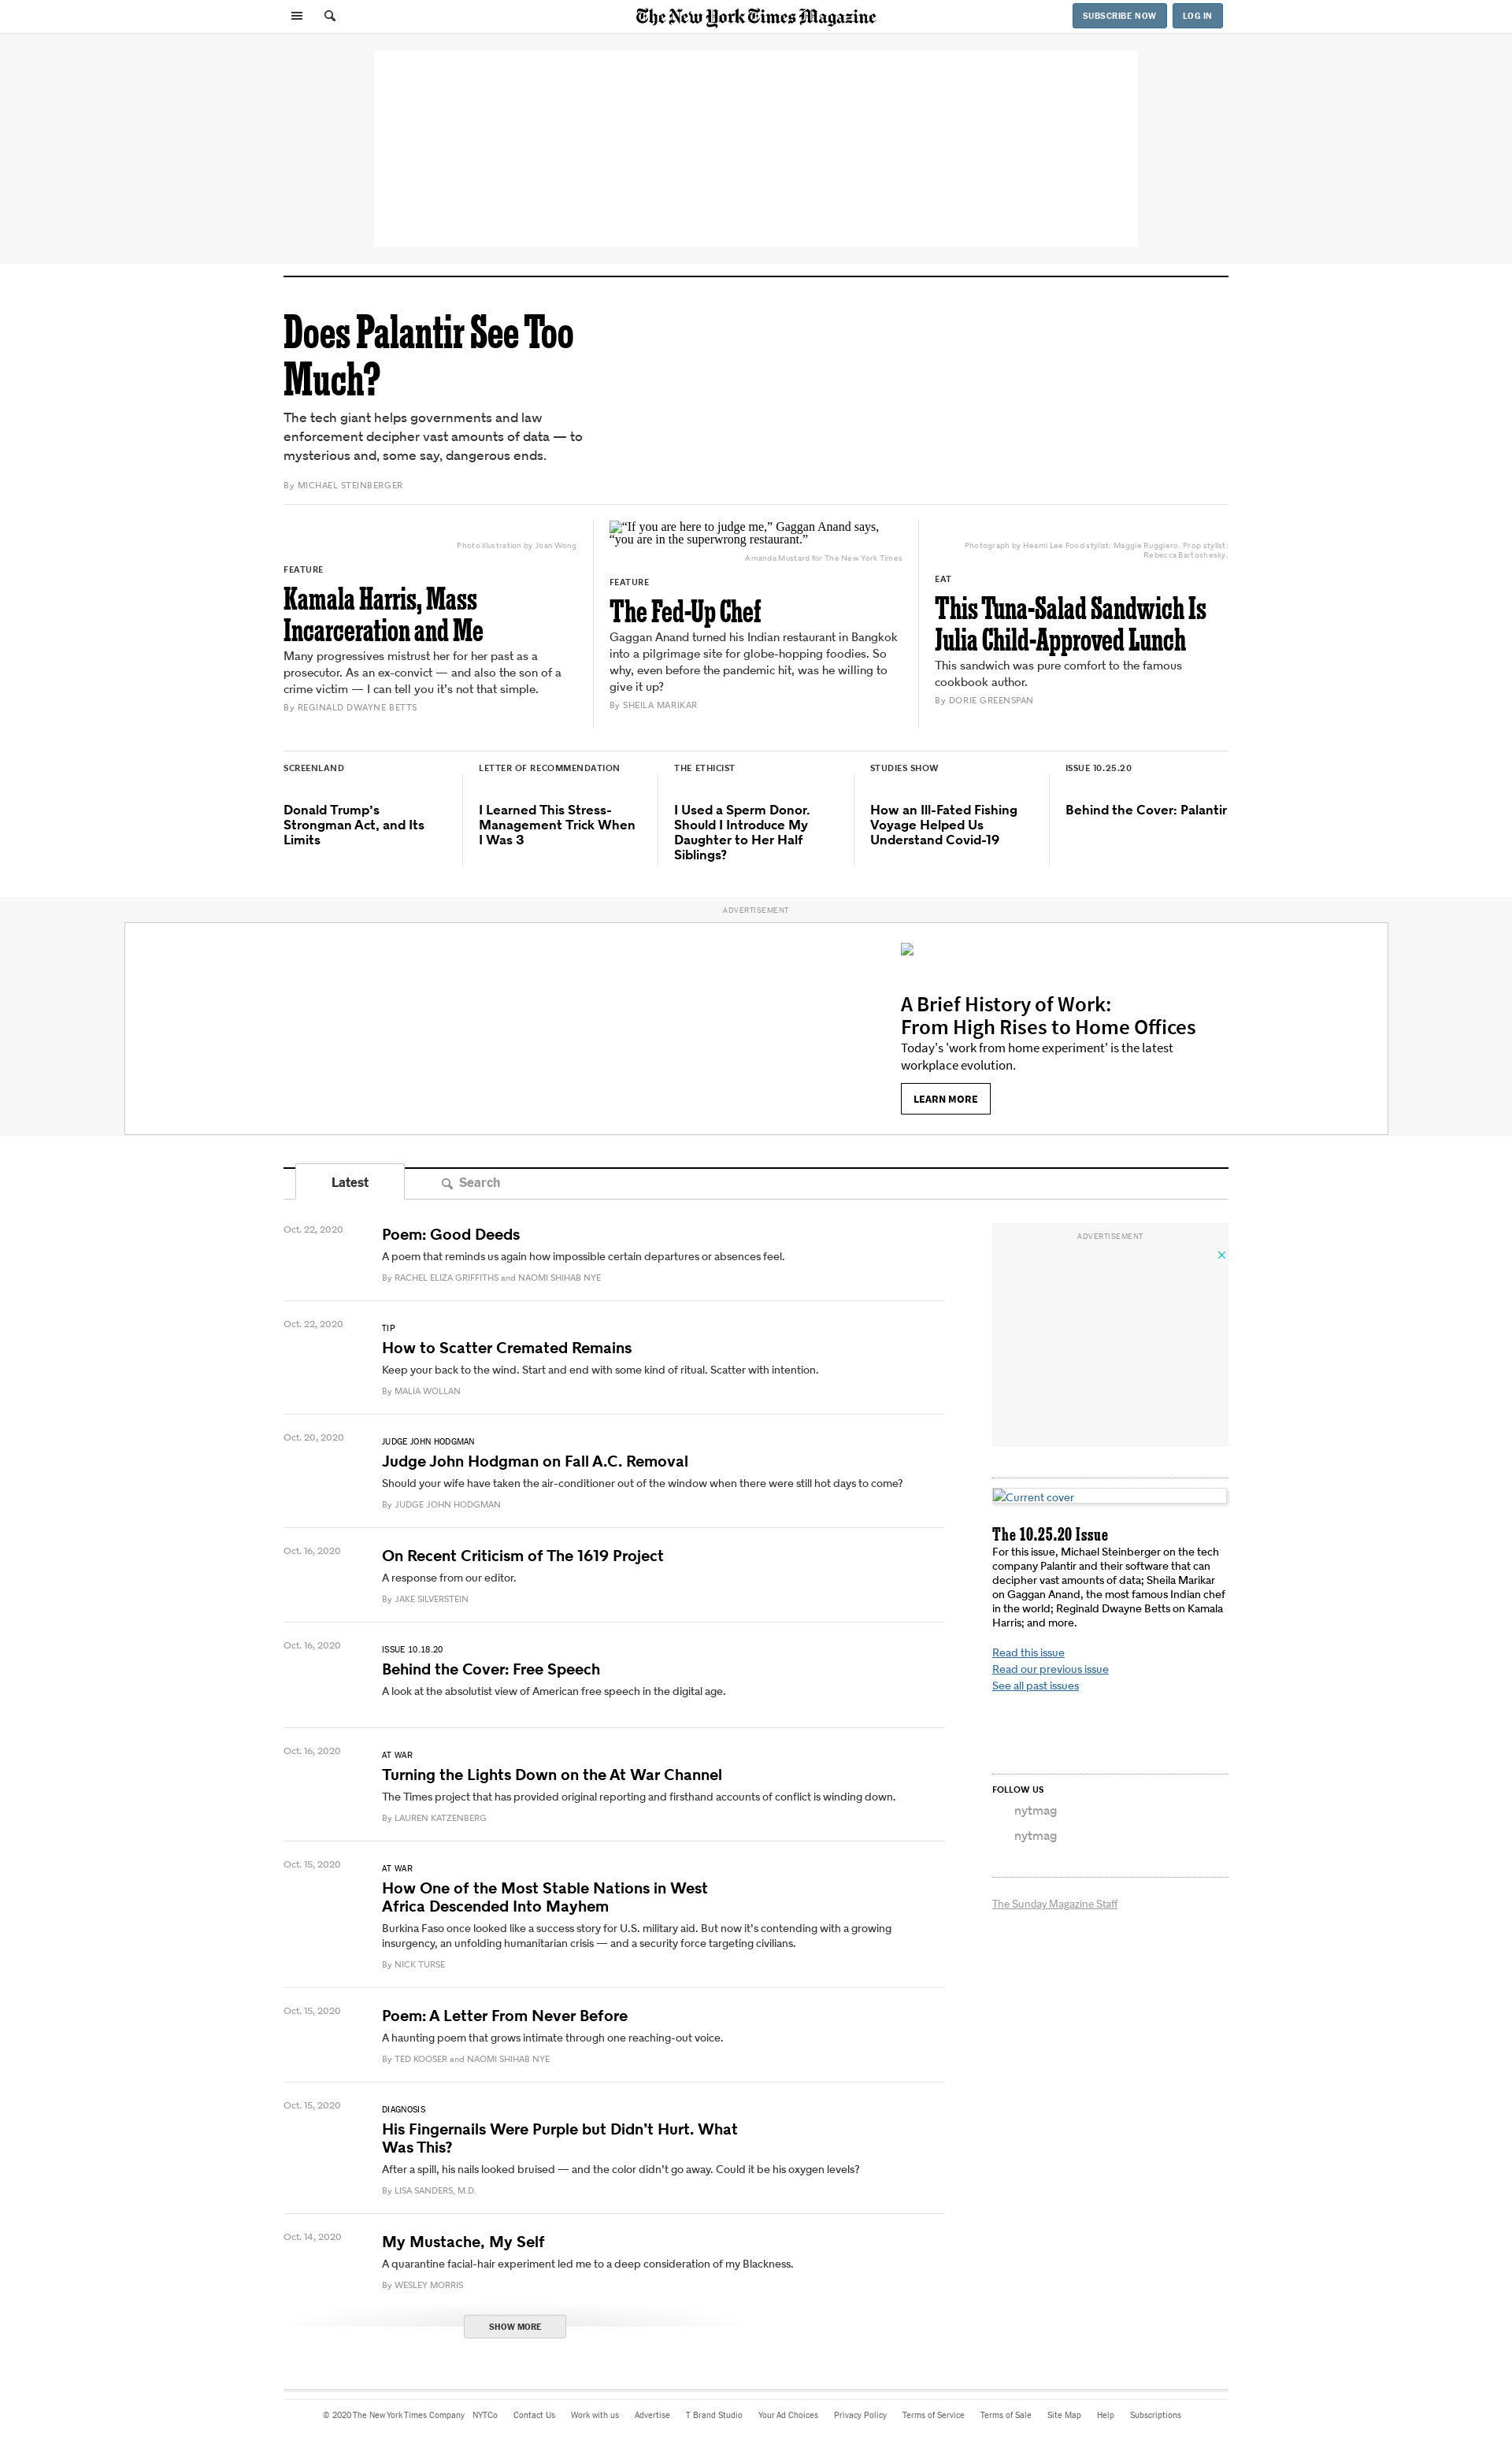 The New York Times Magazine
SUBSCRIBE NOW
LOG IN
Does Palantir See Too
Much?
The tech giant helps governments and law
enforcement decipher vast amounts of data — to
mysterious and, some say, dangerous ends.
By MICHAEL STEINBERGER
Photo illustration by Joan Wong
FEATURE
Kamala Harris, Mass
Incarceration and Me
Many progressives mistrust her for her past as a
prosecutor. As an ex-convict — and also the son of a
crime victim — I can tell you it’s not that simple.
By REGINALD DWAYNE BETTS
“If you are here to judge me,” Gaggan Anand says,
“you are in the superwrong restaurant.”
Amanda Mustard for The New York Times
FEATURE
The Fed-Up Chef
Gaggan Anand turned his Indian restaurant in Bangkok
into a pilgrimage site for globe-hopping foodies. So
why, even before the pandemic hit, was he willing to
give it up?
By SHEILA MARIKAR
Photograph by Heami Lee Food stylist: Maggie Ruggiero. Prop stylist:
Rebecca Bartoshesky.
EAT
This Tuna-Salad Sandwich Is
Julia Child-Approved Lunch
This sandwich was pure comfort to the famous
cookbook author.
By DORIE GREENSPAN
SCREENLAND
Donald Trump’s
Strongman Act, and Its
Limits
LETTER OF RECOMMENDATION
I Learned This Stress-
Management Trick When
I Was 3
THE ETHICIST
I Used a Sperm Donor.
Should I Introduce My
Daughter to Her Half
Siblings?
STUDIES SHOW
How an Ill-Fated Fishing
Voyage Helped Us
Understand Covid-19
ISSUE 10.25.20
Behind the Cover: Palantir
ADVERTISEMENT
A Brief History of Work:
From High Rises to Home Offices
Today's 'work from home experiment' is the latest
workplace evolution.
LEARN MORE
Latest
Search
Oct. 22, 2020
Poem: Good Deeds
A poem that reminds us again how impossible certain departures or absences feel.
By RACHEL ELIZA GRIFFITHS and NAOMI SHIHAB NYE
Oct. 22, 2020
TIP
How to Scatter Cremated Remains
Keep your back to the wind. Start and end with some kind of ritual. Scatter with intention.
By MALIA WOLLAN
Oct. 20, 2020
JUDGE JOHN HODGMAN
Judge John Hodgman on Fall A.C. Removal
Should your wife have taken the air-conditioner out of the window when there were still hot days to come?
By JUDGE JOHN HODGMAN
Oct. 16, 2020
On Recent Criticism of The 1619 Project
A response from our editor.
By JAKE SILVERSTEIN
Oct. 16, 2020
ISSUE 10.18.20
Behind the Cover: Free Speech
A look at the absolutist view of American free speech in the digital age.
Oct. 16, 2020
AT WAR
Turning the Lights Down on the At War Channel
The Times project that has provided original reporting and firsthand accounts of conflict is winding down.
By LAUREN KATZENBERG
Oct. 15, 2020
AT WAR
How One of the Most Stable Nations in West
Africa Descended Into Mayhem
Burkina Faso once looked like a success story for U.S. military aid. But now it’s contending with a growing
insurgency, an unfolding humanitarian crisis — and a security force targeting civilians.
By NICK TURSE
Oct. 15, 2020
Poem: A Letter From Never Before
A haunting poem that grows intimate through one reaching-out voice.
By TED KOOSER and NAOMI SHIHAB NYE
Oct. 15, 2020
DIAGNOSIS
His Fingernails Were Purple but Didn’t Hurt. What
Was This?
After a spill, his nails looked bruised — and the color didn’t go away. Could it be his oxygen levels?
By LISA SANDERS, M.D.
Oct. 14, 2020
My Mustache, My Self
A quarantine facial-hair experiment led me to a deep consideration of my Blackness.
By WESLEY MORRIS
SHOW MORE
ADVERTISEMENT
Current cover
The 10.25.20 Issue
For this issue, Michael Steinberger on the tech
company Palantir and their software that can
decipher vast amounts of data; Sheila Marikar
on Gaggan Anand, the most famous Indian chef
in the world; Reginald Dwayne Betts on Kamala
Harris; and more.
Read this issue
Read our previous issue
See all past issues
FOLLOW US
nytmag
nytmag
The Sunday Magazine Staff
© 2020 The New York Times Company NYTCo Contact Us Work with us Advertise T Brand Studio Your Ad Choices Privacy Policy Terms of Service Terms of Sale Site Map Help Subscriptions